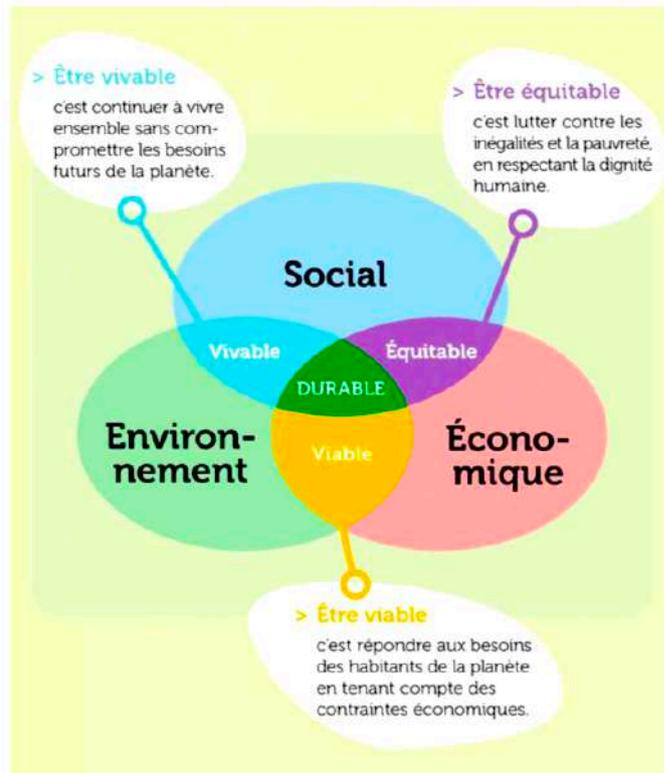 > Être vivable
c'est continuer à vivre
ensemble sans com-
promettre les besoins
futurs de la planète.
> Être équitable
c'est lutter contre les
inégalités et la pauvreté,
en respectant la dignité
humaine.
Social
Vivable
Équitable
DURABLE
Environ-
nement
Viable
Écono-
mique
> Être viable
c'est répondre aux besoins
des habitants de la planète
en tenant compte des
contraintes économiques.